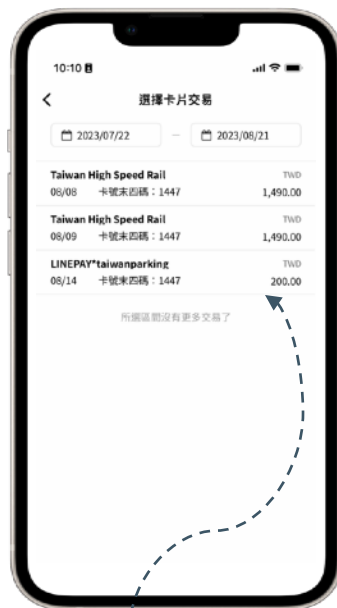 10:10
選擇卡片交易
2023/07/22 — 2023/08/21
Taiwan High Speed Rail TWD
08/08 卡號末四碼：1447 1,490.00
Taiwan High Speed Rail TWD
08/09 卡號末四碼：1447 1,490.00
LINEPAY*taiwanparking TWD
08/14 卡號末四碼：1447 200.00
所選區間沒有更多交易了